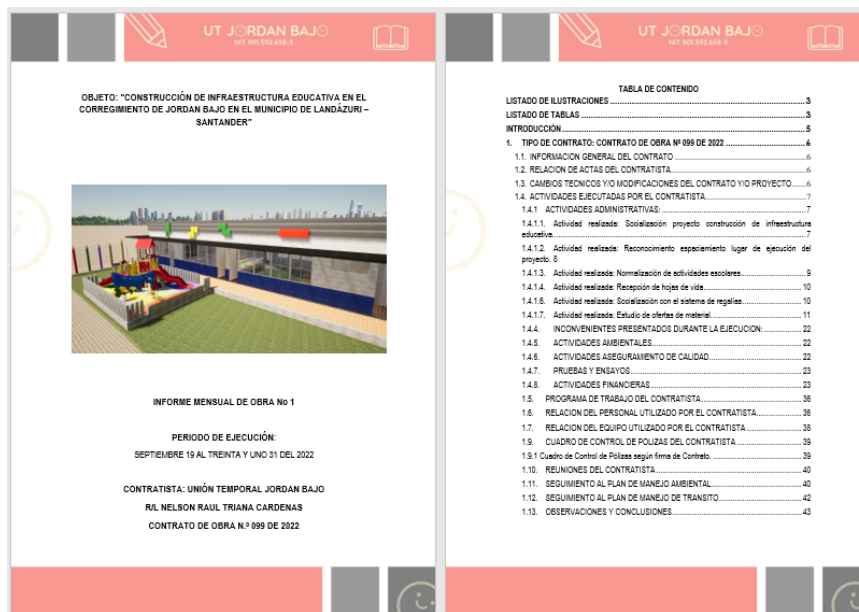 UT JORDAN BAJO
NIT 901.592.658-3
OBJETO: "CONSTRUCCIÓN DE INFRAESTRUCTURA EDUCATIVA EN EL
CORREGIMIENTO DE JORDAN BAJO EN EL MUNICIPIO DE LANDÁZURI –
SANTANDER"
INFORME MENSUAL DE OBRA No 1
PERIODO DE EJECUCIÓN:
SEPTIEMBRE 19 AL TREINTA Y UNO 31 DEL 2022
CONTRATISTA: UNIÓN TEMPORAL JORDAN BAJO
R/L NELSON RAUL TRIANA CARDENAS
CONTRATO DE OBRA N.º 099 DE 2022
UT JORDAN BAJO
NIT 901.592.658-3
TABLA DE CONTENIDO
LISTADO DE ILUSTRACIONES 3
LISTADO DE TABLAS 3
INTRODUCCIÓN 5
1. TIPO DE CONTRATO: CONTRATO DE OBRA Nº 099 DE 2022 6
1.1. INFORMACION GENERAL DEL CONTRATO 6
1.2. RELACION DE ACTAS DEL CONTRATISTA 6
1.3. CAMBIOS TECNICOS Y/O MODIFICACIONES DEL CONTRATO Y/O PROYECTO 6
1.4. ACTIVIDADES EJECUTADAS POR EL CONTRATISTA 7
1.4.1 ACTIVIDADES ADMINISTRATIVAS: 7
1.4.1.1. Actividad realizada: Socialización proyecto construcción de infraestructura
educativa 7
1.4.1.2. Actividad realizada: Reconocimiento espaciamiento lugar de ejecución del
proyecto. 8
1.4.1.3. Actividad realizada: Normalización de actividades escolares 9
1.4.1.4. Actividad realizada: Recepción de hojas de vida 10
1.4.1.6. Actividad realizada: Socialización con el sistema de regalías 10
1.4.1.7. Actividad realizada: Estudio de ofertas de material. 11
1.4.4. INCONVENIENTES PRESENTADOS DURANTE LA EJECUCION: 22
1.4.5. ACTIVIDADES AMBIENTALES 22
1.4.6. ACTIVIDADES ASEGURAMIENTO DE CALIDAD 22
1.4.7. PRUEBAS Y ENSAYOS 23
1.4.8. ACTIVIDADES FINANCIERAS 23
1.5. PROGRAMA DE TRABAJO DEL CONTRATISTA 36
1.6. RELACION DEL PERSONAL UTILIZADO POR EL CONTRATISTA 36
1.7. RELACION DEL EQUIPO UTILIZADO POR EL CONTRATISTA 38
1.9. CUADRO DE CONTROL DE POLIZAS DEL CONTRATISTA 39
1.9.1 Cuadro de Control de Pólizas según firma de Contrato. 39
1.10. REUNIONES DEL CONTRATISTA 40
1.11. SEGUIMIENTO AL PLAN DE MANEJO AMBIENTAL 40
1.12. SEGUIMIENTO AL PLAN DE MANEJO DE TRANSITO 42
1.13. OBSERVACIONES Y CONCLUSIONES 43